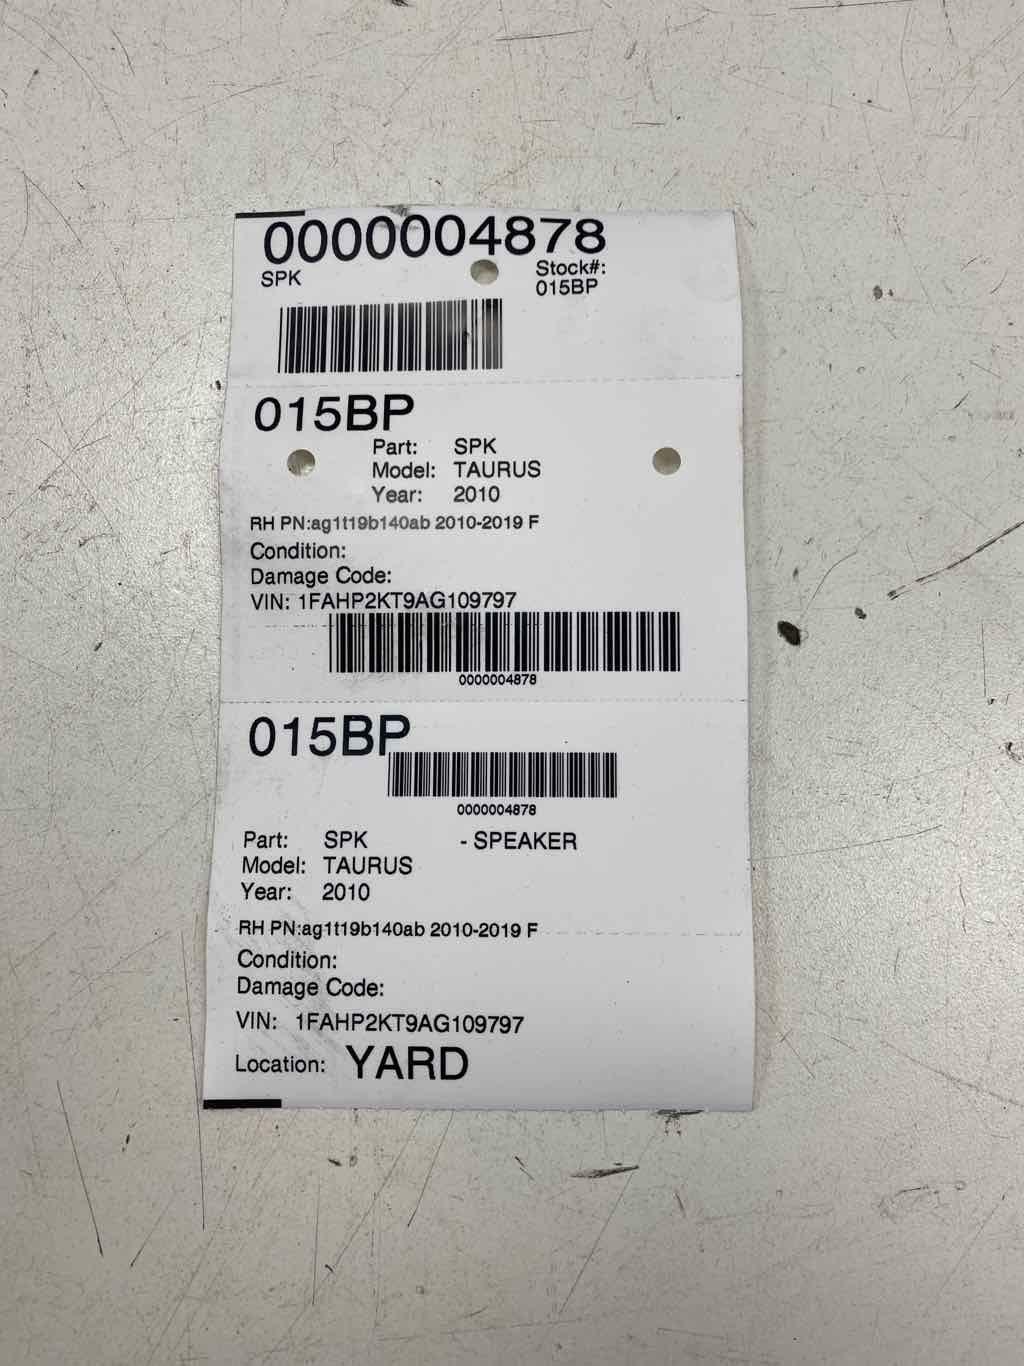 0000004878
SPK
Stock#:
015BP
015BP
Part: SPK
Model: TAURUS
Year: 2010
RH PN:ag1t19b140ab 2010-2019 F
Condition:
Damage Code:
VIN: 1FAHP2KT9AG109797
0000004878
015BP
0000004878
Part: SPK - SPEAKER
Model: TAURUS
Year: 2010
RH PN:ag1t19b140ab 2010-2019 F
Condition:
Damage Code:
VIN: 1FAHP2KT9AG109797
Location: YARD